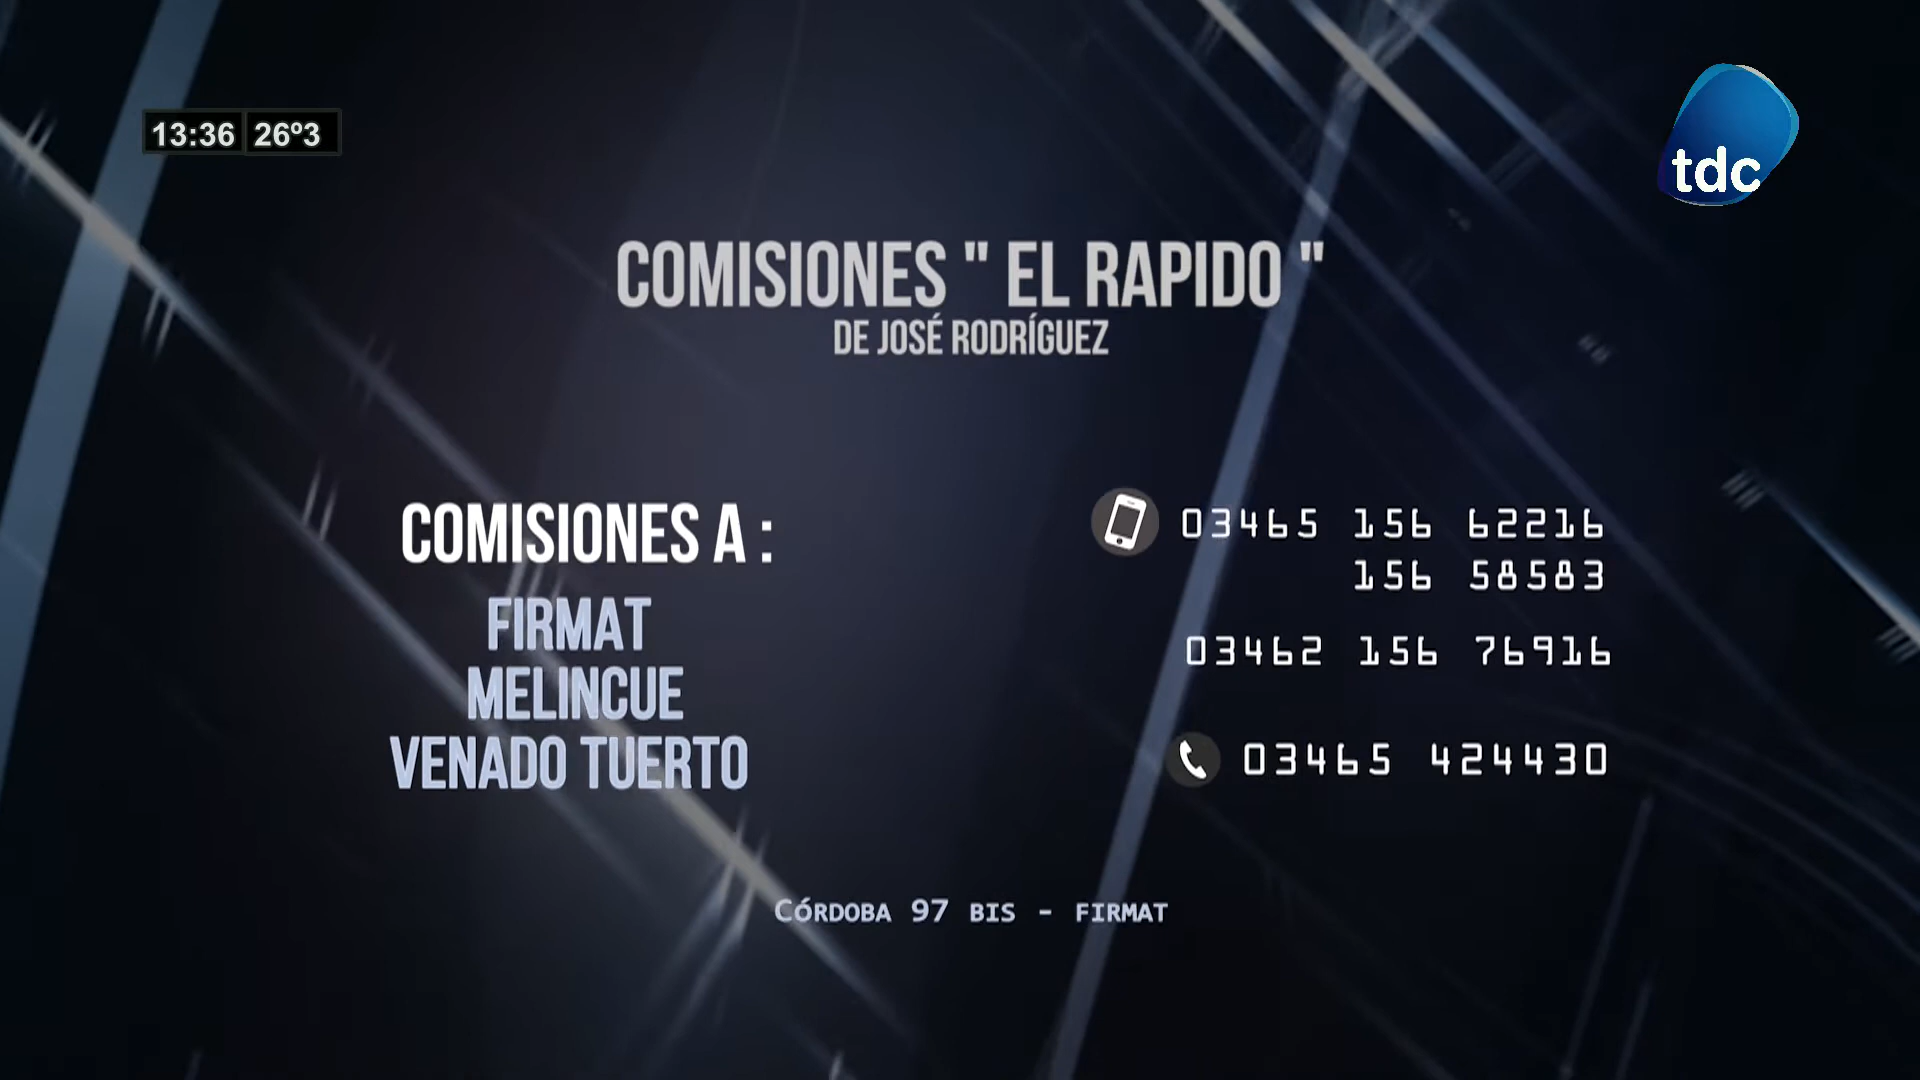 13:36 26º3
tdc
COMISIONES " EL RAPIDO "
DE JOSÉ RODRÍGUEZ
COMISIONES A :
FIRMAT
MELINCUE
VENADO TUERTO
03465 156 62216
156 58583
03462 156 76916
03465 424430
CÓRDOBA 97 BIS - FIRMAT